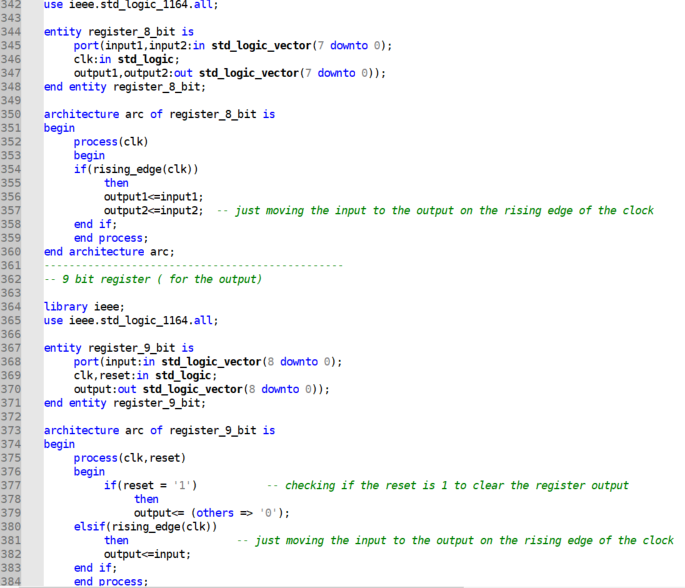 342 use ieee.std_logic_1164.all;
343
344 entity register_8_bit is
345 port(input1,input2:in std_logic_vector(7 downto 0);
346 clk:in std_logic;
347 output1,output2:out std_logic_vector(7 downto 0));
348 end entity register_8_bit;
349
350 architecture arc of register_8_bit is
351 begin
352 process(clk)
353 begin
354 if(rising_edge(clk))
355 then
356 output1<=input1;
357 output2<=input2; -- just moving the input to the output on the rising edge of the clock
358 end if;
359 end process;
360 end architecture arc;
361 ------------------------------------------------
362 -- 9 bit register ( for the output)
363
364 library ieee;
365 use ieee.std_logic_1164.all;
366
367 entity register_9_bit is
368 port(input:in std_logic_vector(8 downto 0);
369 clk,reset:in std_logic;
370 output:out std_logic_vector(8 downto 0));
371 end entity register_9_bit;
372
373 architecture arc of register_9_bit is
374 begin
375 process(clk,reset)
376 begin
377 if(reset = '1') -- checking if the reset is 1 to clear the register output
378 then
379 output<= (others => '0');
380 elsif(rising_edge(clk))
381 then -- just moving the input to the output on the rising edge of the clock
382 output<=input;
383 end if;
384 end process;